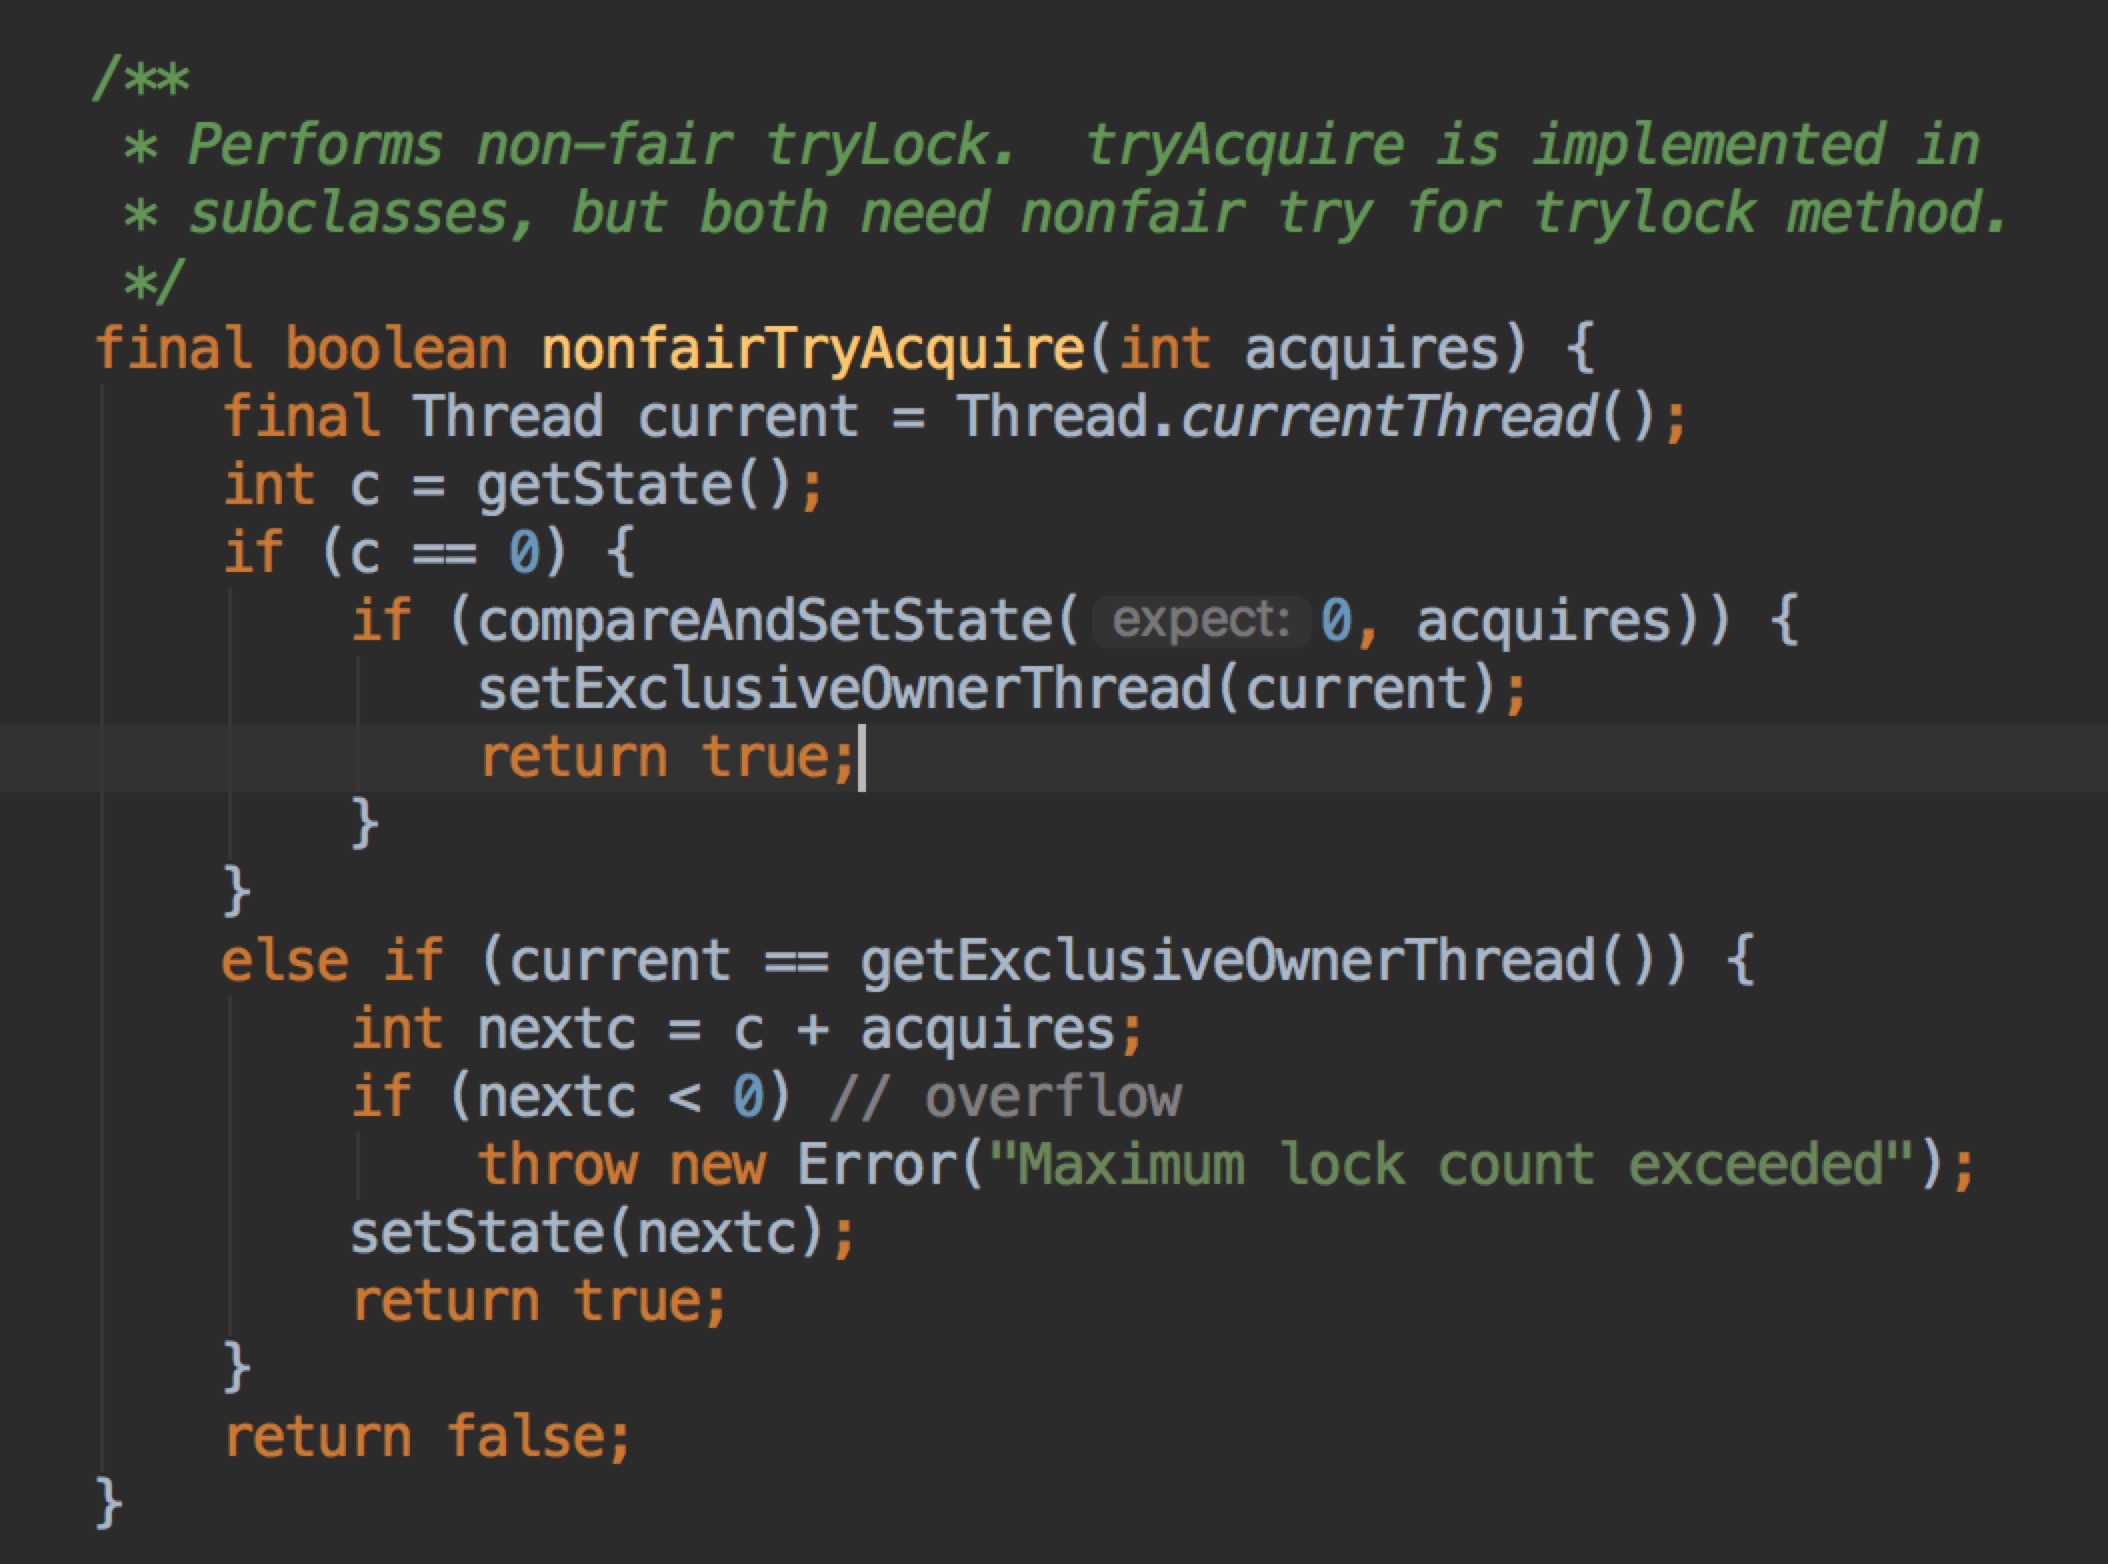 /**
 * Performs non-fair tryLock.  tryAcquire is implemented in
 * subclasses, but both need nonfair try for trylock method.
 */
final boolean nonfairTryAcquire(int acquires) {
    final Thread current = Thread.currentThread();
    int c = getState();
    if (c == 0) {
        if (compareAndSetState( expect: 0, acquires)) {
            setExclusiveOwnerThread(current);
            return true;
        }
    }
    else if (current == getExclusiveOwnerThread()) {
        int nextc = c + acquires;
        if (nextc < 0) // overflow
            throw new Error("Maximum lock count exceeded");
        setState(nextc);
        return true;
    }
    return false;
}